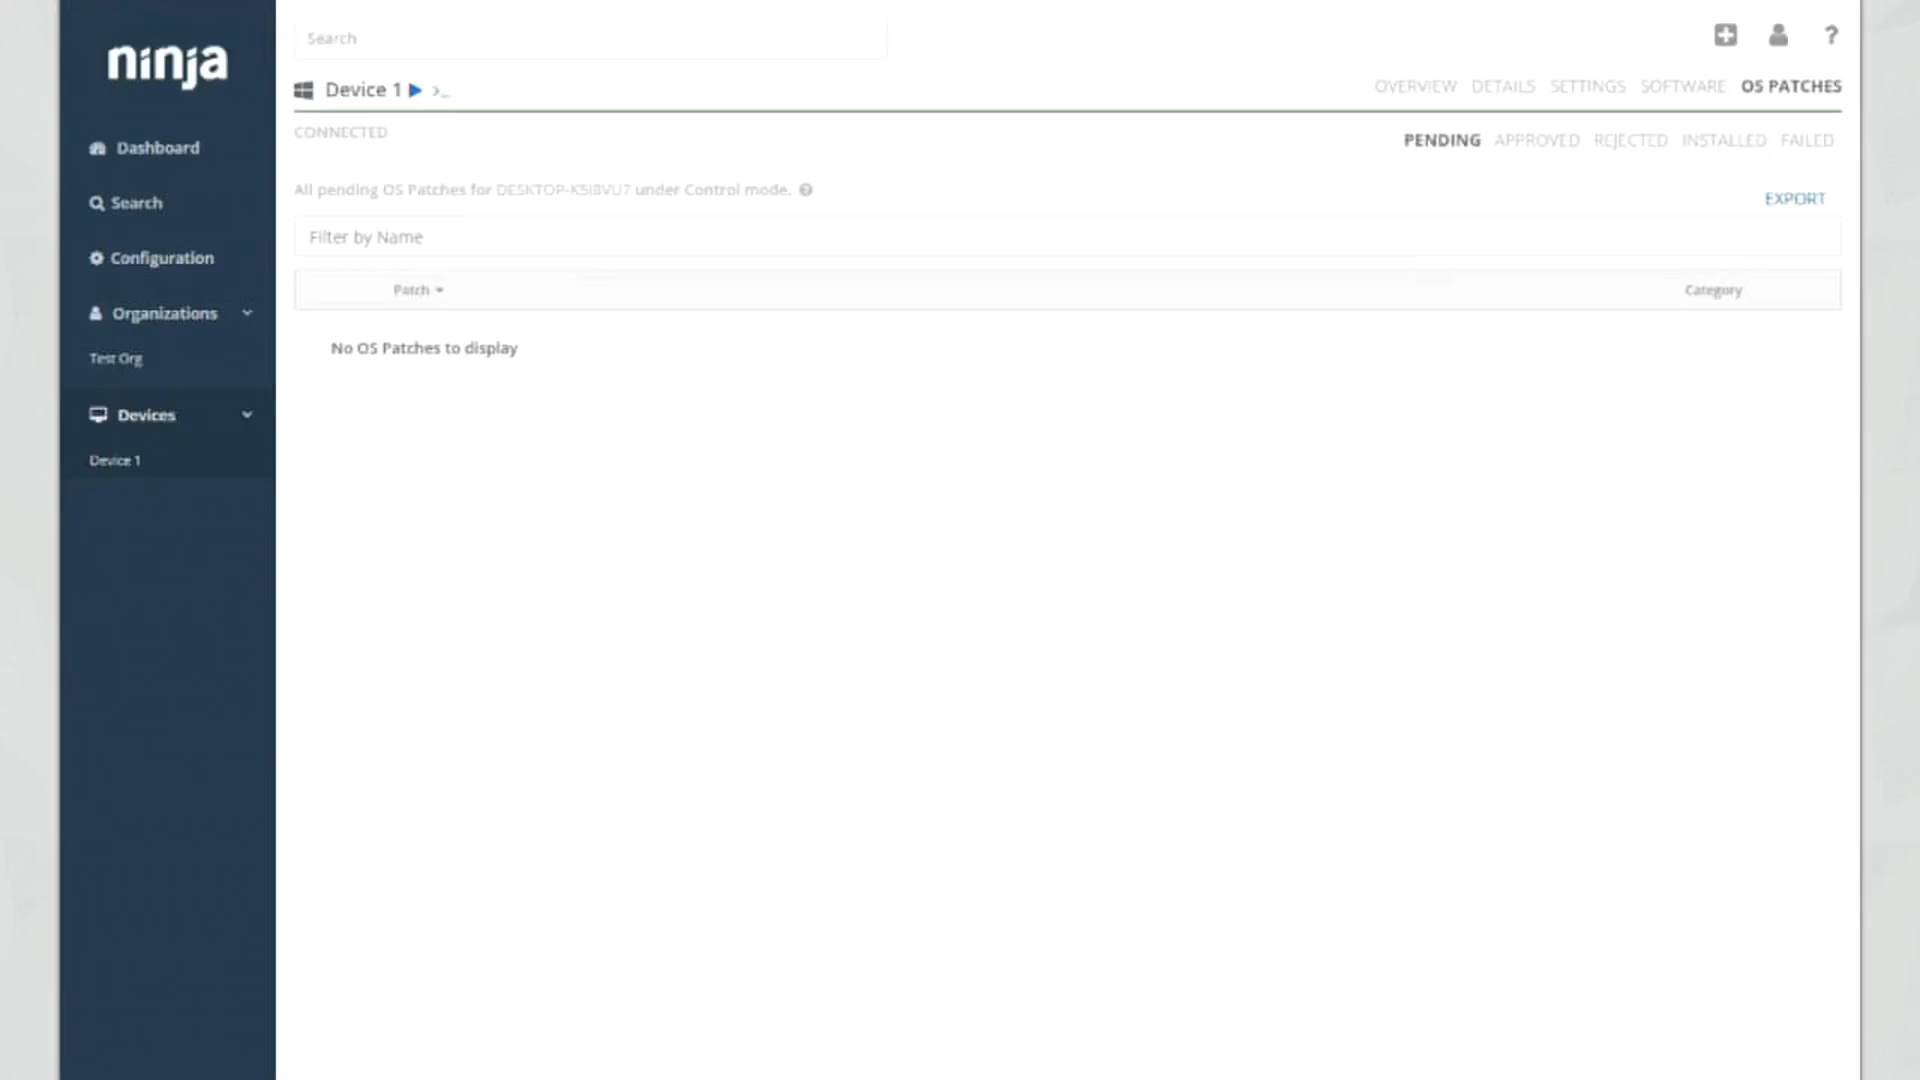 ninja
Dashboard
Search
Configuration
Organizations
Test Org
Devices
Device 1
Search
Device 1
OVERVIEW DETAILS SETTINGS SOFTWARE OS PATCHES
CONNECTED
PENDING APPROVED REJECTED INSTALLED FAILED
All pending OS Patches for DESKTOP-K5I8VU7 under Control mode.
EXPORT
Filter by Name
Patch Category
No OS Patches to display